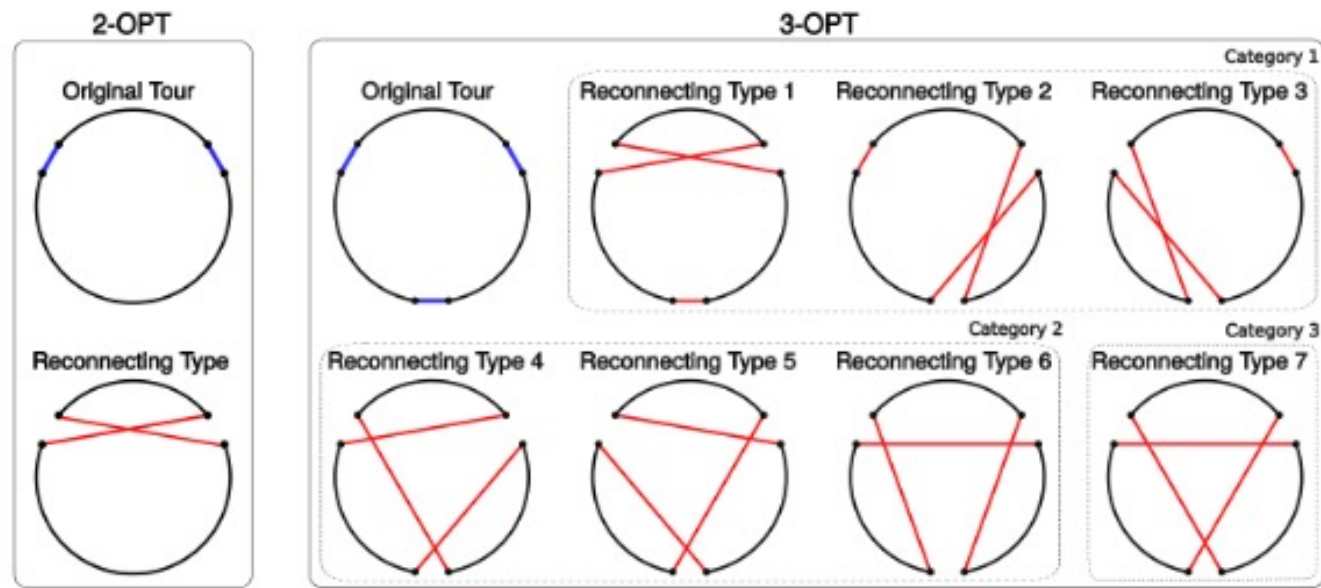 2-OPT
3-OPT
Category 1
Original Tour
Original Tour
Reconnecting Type 1
Reconnecting Type 2
Reconnecting Type 3
Category 2
Category 3
Reconnecting Type
Reconnecting Type 4
Reconnecting Type 5
Reconnecting Type 6
Reconnecting Type 7